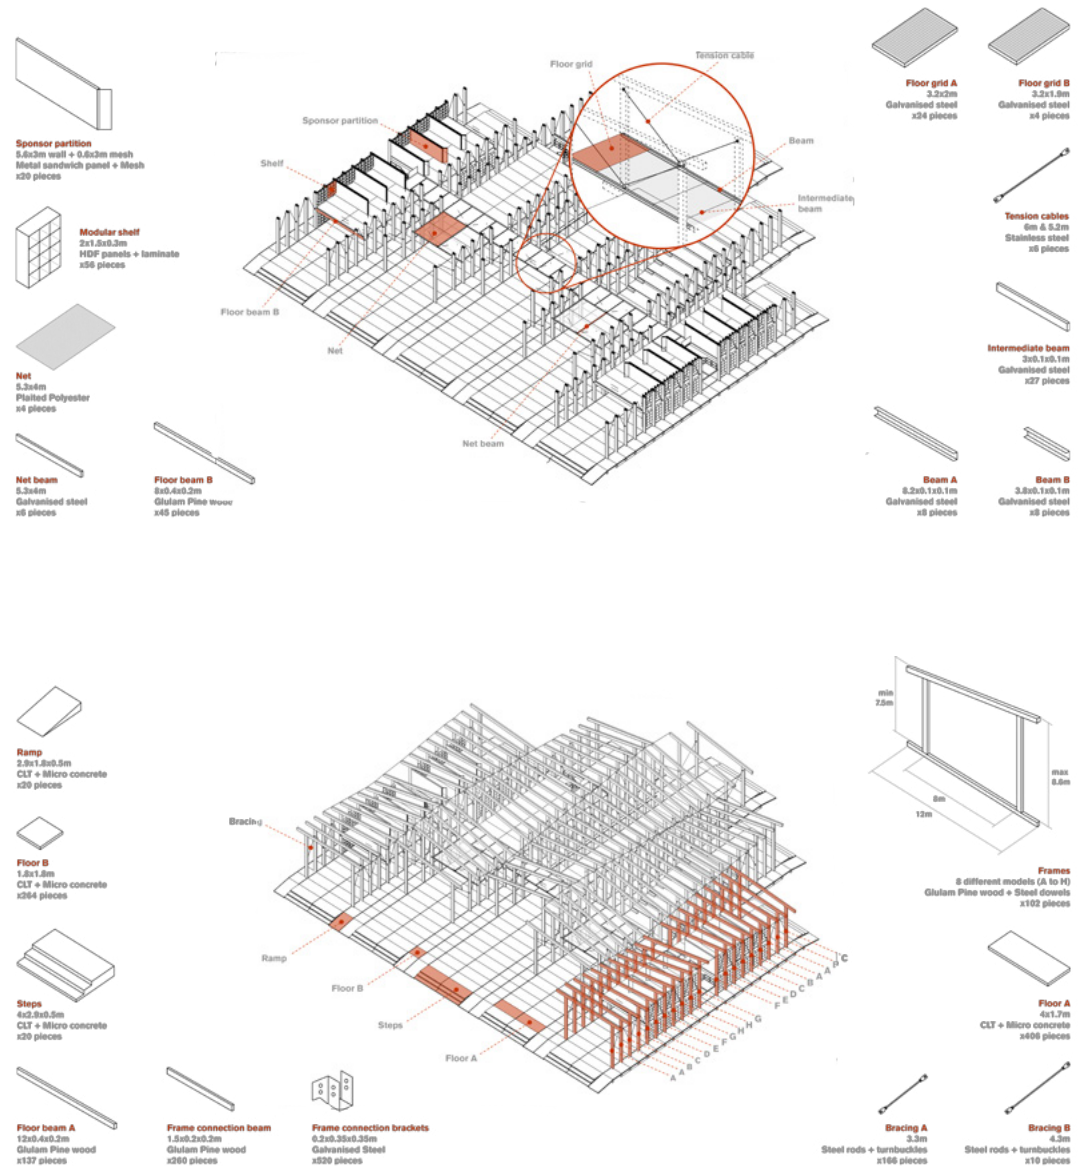 Sponsor partition
5.6x3m wall + 0.6x3m mesh
Metal sandwich panel + Mesh
x20 pieces
Modular shelf
2x1.5x0.3m
HDF panels + laminate
x56 pieces
Net
5.3x4m
Plaited Polyester
x4 pieces
Net beam
5.3x4m
Galvanised steel
x6 pieces
Floor beam B
8x0.4x0.2m
Glulam Pine wood
x45 pieces
Tension cable
Floor grid
Sponsor partition
Shelf
Beam
Intermediate
beam
Floor beam B
Net
Net beam
Floor grid A
3.2x2m
Galvanised steel
x24 pieces
Floor grid B
3.2x1.9m
Galvanised steel
x4 pieces
Tension cables
6m & 5.2m
Stainless steel
x8 pieces
Intermediate beam
3x0.1x0.1m
Galvanised steel
x27 pieces
Beam A
8.2x0.1x0.1m
Galvanised steel
x8 pieces
Beam B
3.8x0.1x0.1m
Galvanised steel
x8 pieces
Ramp
2.9x1.8x0.5m
CLT + Micro concrete
x20 pieces
Floor B
1.8x1.8m
CLT + Micro concrete
x264 pieces
Steps
4x2.9x0.5m
CLT + Micro concrete
x20 pieces
Floor beam A
12x0.4x0.2m
Glulam Pine wood
x137 pieces
Frame connection beam
1.5x0.2x0.2m
Glulam Pine wood
x260 pieces
Frame connection brackets
0.2x0.35x0.35m
Galvanised Steel
x520 pieces
Bracing
Ramp
Floor B
Steps
Floor A
A A B C D E F G H H G
F E D C B A A C
min
7.5m
max
8.6m
8m
12m
Frames
8 different models (A to H)
Glulam Pine wood + Steel dowels
x102 pieces
Floor A
4x1.7m
CLT + Micro concrete
x406 pieces
Bracing A
3.3m
Steel rods + turnbuckles
x166 pieces
Bracing B
4.3m
Steel rods + turnbuckles
x10 pieces